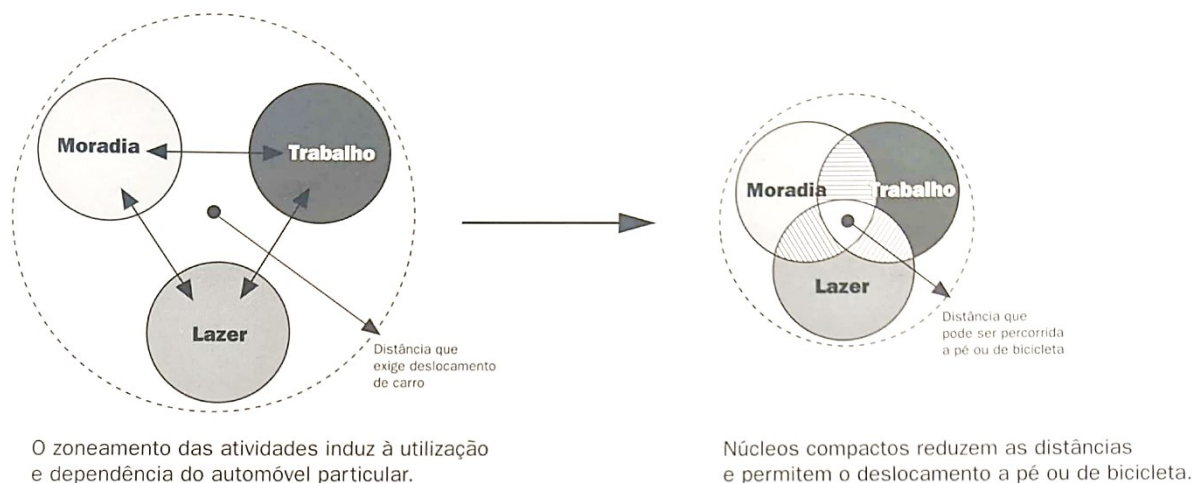 Moradia
Trabalho
Lazer
Distância que
exige deslocamento
de carro
O zoneamento das atividades induz à utilização
e dependência do automóvel particular.
Moradia
Trabalho
Lazer
Distância que
pode ser percorrida
a pé ou de bicicleta
Núcleos compactos reduzem as distâncias
e permitem o deslocamento a pé ou de bicicleta.